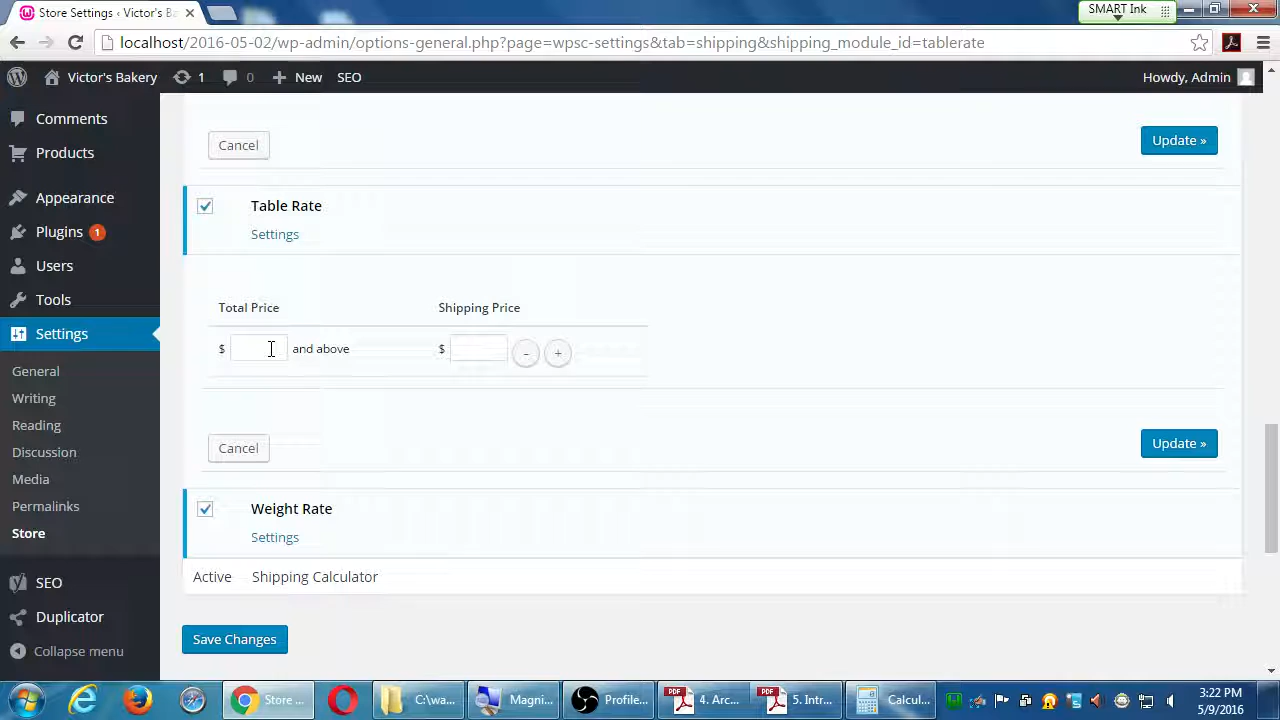 Store Settings ‹ Victor's Ba
SMART Ink
localhost/2016-05-02/wp-admin/options-general.php?page psc-settings&tab=shipping&shipping_module_id=tablerate
Victor's Bakery 1 0 New SEO Howdy, Admin
Comments
Products
Appearance
Plugins 1
Users
Tools
Settings
General
Writing
Reading
Discussion
Media
Permalinks
Store
SEO
Duplicator
Collapse menu
Cancel Update »
Table Rate
Settings
Total Price Shipping Price
$ and above $ - +
Cancel Update »
Weight Rate
Settings
Active Shipping Calculator
Save Changes
Store ... C:\wa... Magni... Profile... 4. Arc... 5. Intr... Calcul...
3:22 PM
5/9/2016